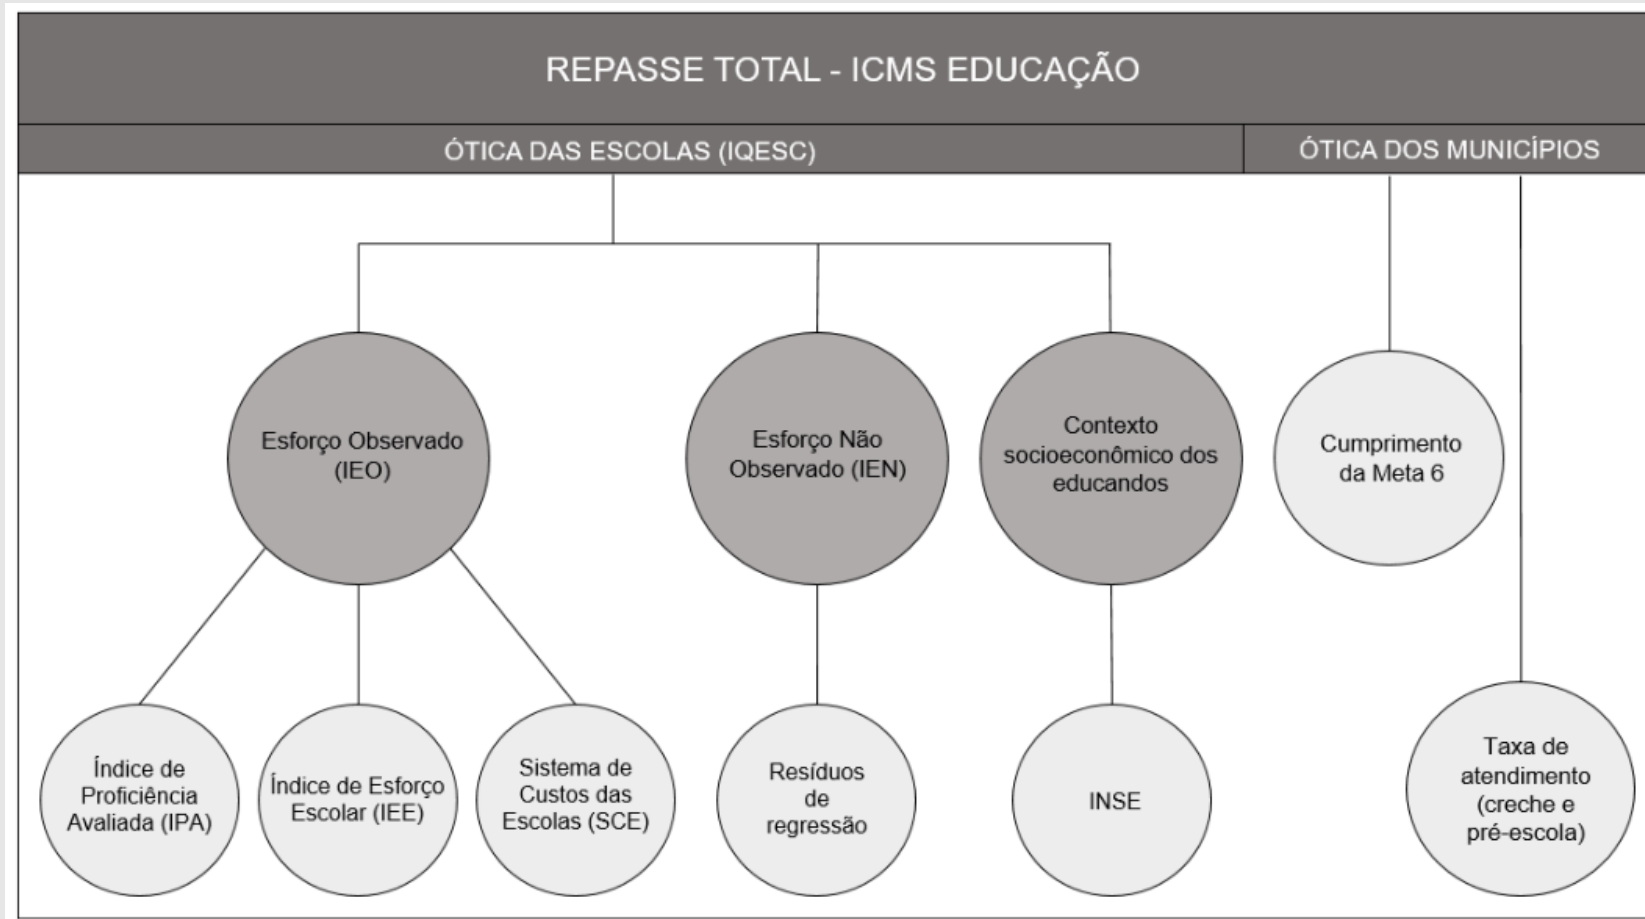 REPASSE TOTAL - ICMS EDUCAÇÃO
ÓTICA DAS ESCOLAS (IQESC)
ÓTICA DOS MUNICÍPIOS
Esforço Observado
(IEO)
Esforço Não
Observado (IEN)
Contexto
socioeconômico dos
educandos
Cumprimento
da Meta 6
Índice de
Proficiência
Avaliada (IPA)
Índice de Esforço
Escolar (IEE)
Sistema de
Custos das
Escolas (SCE)
Resíduos
de
regressão
INSE
Taxa de
atendimento
(creche e
pré-escola)